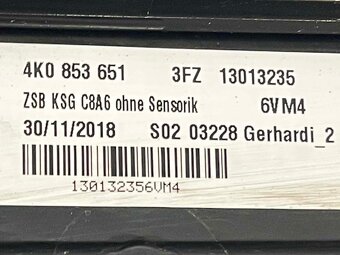 4K0 853 651 3FZ 13013235
ZSB KSG C8A6 ohne Sensorik 6VM4
30/11/2018 S02 03228 Gerhardi_2
130132356VM4